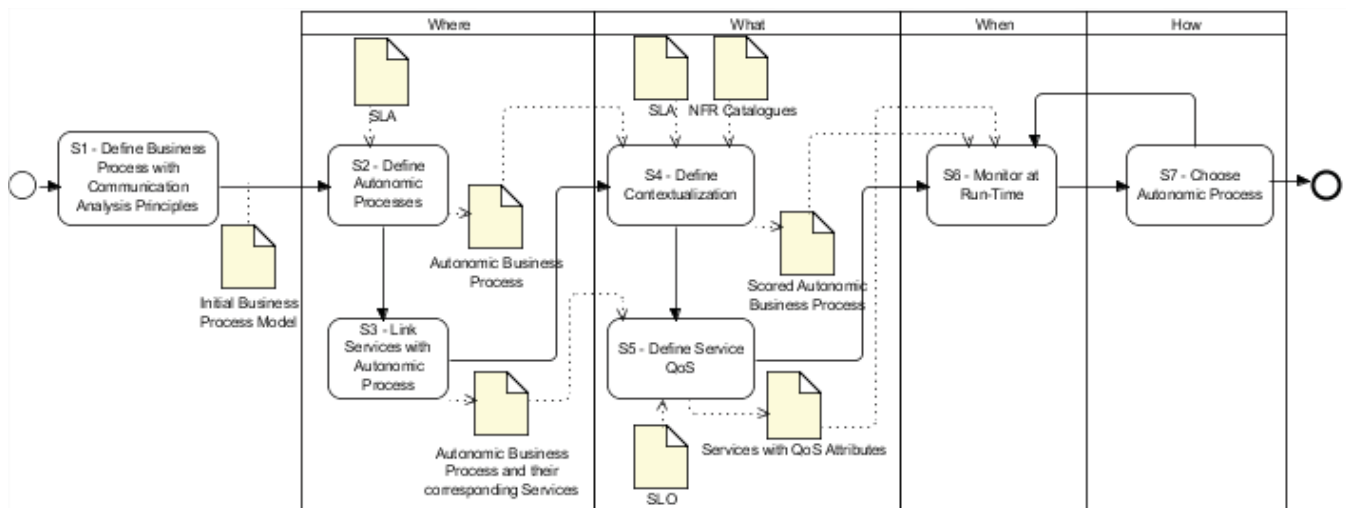 Where
What
When
How
SLA
SLA
NFR Catalogues
S1 - Define Business
Process with
Communication
Analysis Principles
S2 - Define
Autonomic
Processes
S4 - Define
Contextualization
S6 - Monitor at
Run-Time
S7 - Choose
Autonomic Process
Initial Business
Process Model
Autonomic Business
Process
Scored Autonomic
Business Process
S3 - Link
Services with
Autonomic
Process
S5 - Define Service
QoS
Autonomic Business
Process and their
corresponding Services
SLO
Services with QoS Attributes